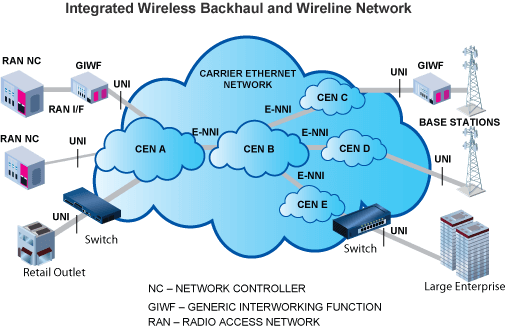 Integrated Wireless Backhaul and Wireline Network
RAN NC
GIWF
UNI
RAN I/F
CARRIER ETHERNET
NETWORK
GIWF
UNI
CEN C
E-NNI
BASE STATIONS
RAN NC
UNI
CEN A
E-NNI
CEN B
E-NNI
CEN D
UNI
E-NNI
CEN E
UNI
Switch
Retail Outlet
Switch
UNI
Large Enterprise
NC – NETWORK CONTROLLER
GIWF – GENERIC INTERWORKING FUNCTION
RAN – RADIO ACCESS NETWORK